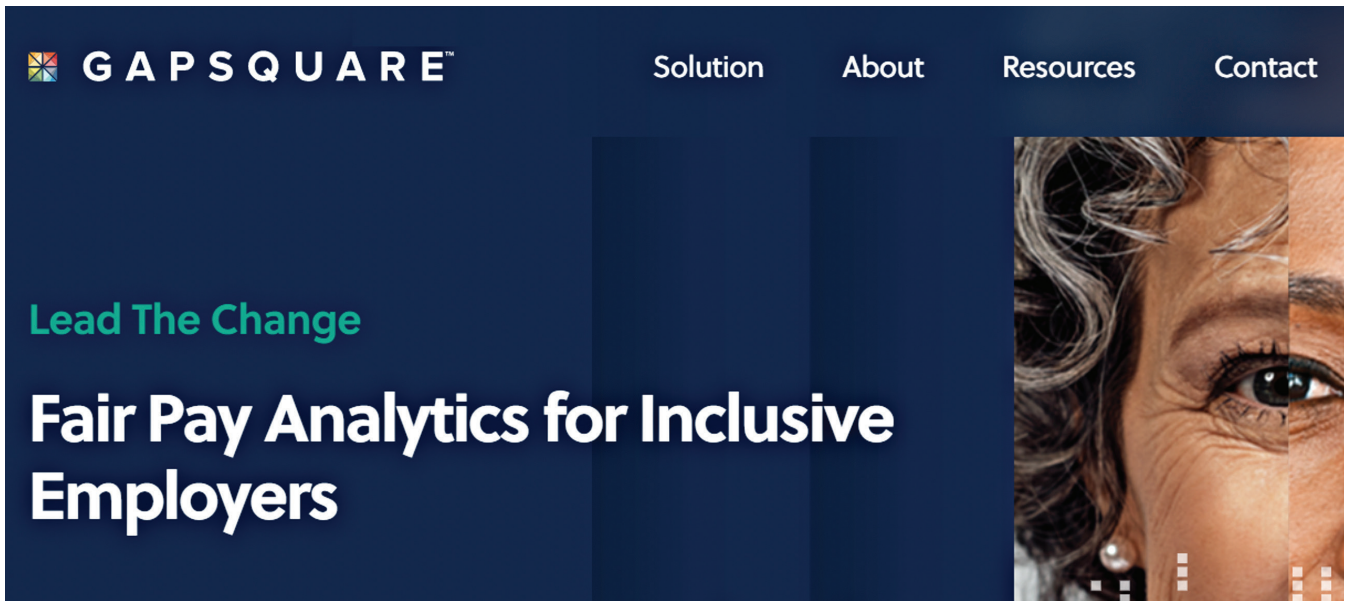 GAPSQUARE™
Solution
About
Resources
Contact
Lead The Change
Fair Pay Analytics for Inclusive
Employers